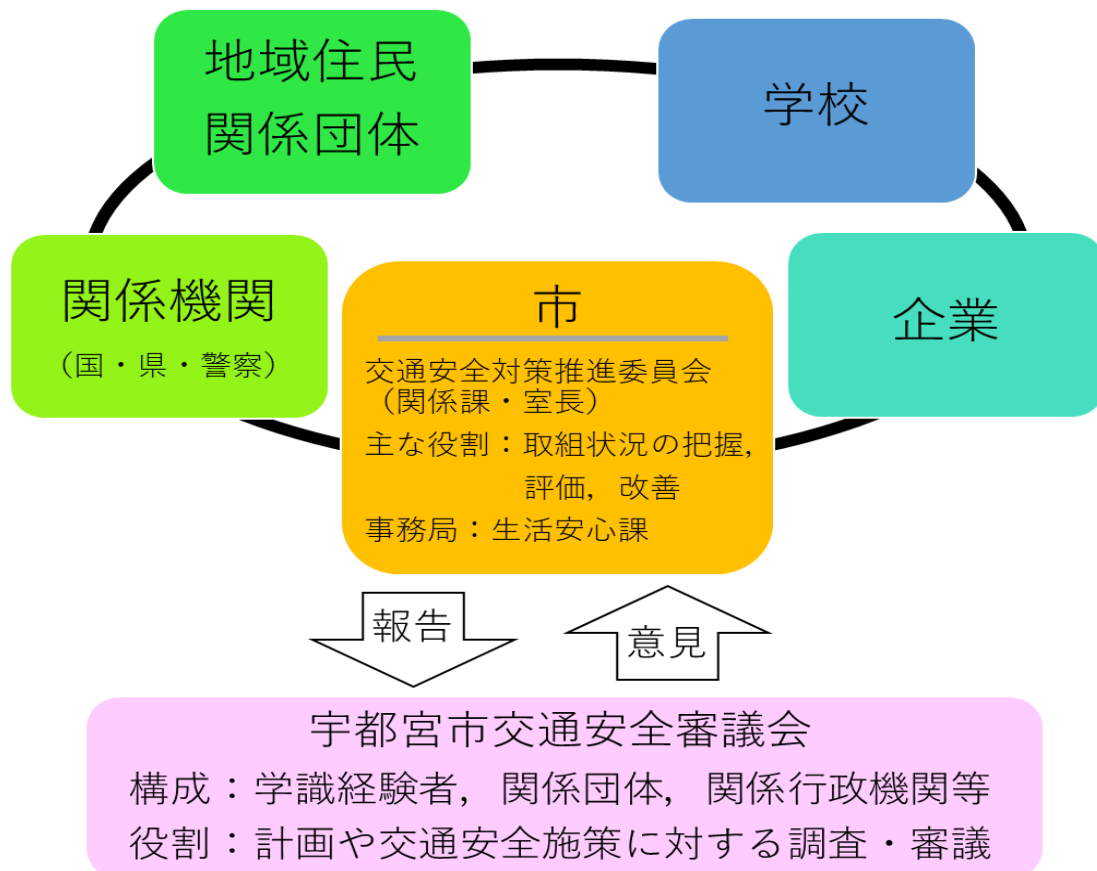 地域住民
関係団体
学校
関係機関
（国・県・警察）
企業
市
交通安全対策推進委員会
（関係課・室長）
主な役割：取組状況の把握，
評価，改善
事務局：生活安心課
報告
意見
宇都宮市交通安全審議会
構成：学識経験者，関係団体，関係行政機関等
役割：計画や交通安全施策に対する調査・審議